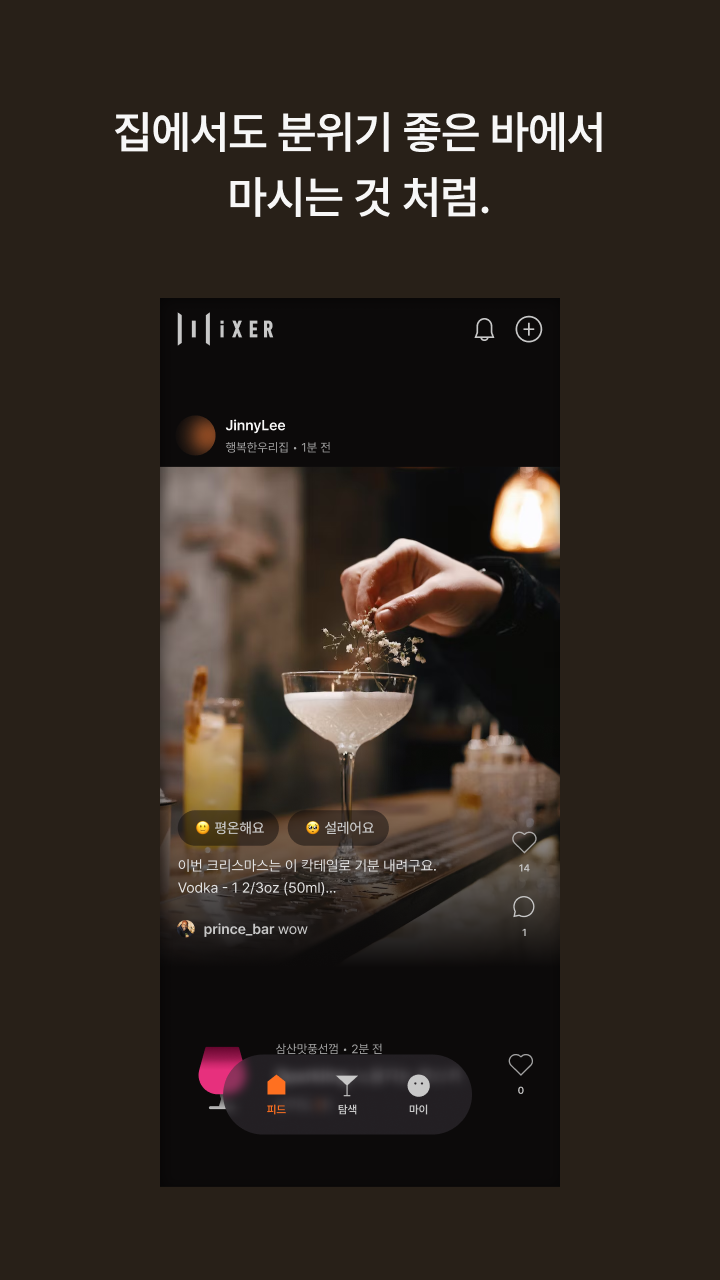 집에서도 분위기 좋은 바에서
마시는 것 처럼.
MiXER
JinnyLee
행복한우리집 • 1분 전
평온해요
설레어요
이번 크리스마스는 이 칵테일로 기분 내려구요.
Vodka - 1 2/3oz (50ml)...
14
1
prince_bar wow
삼산맛풍선껌 • 2분 전
0
피드
탐색
마이